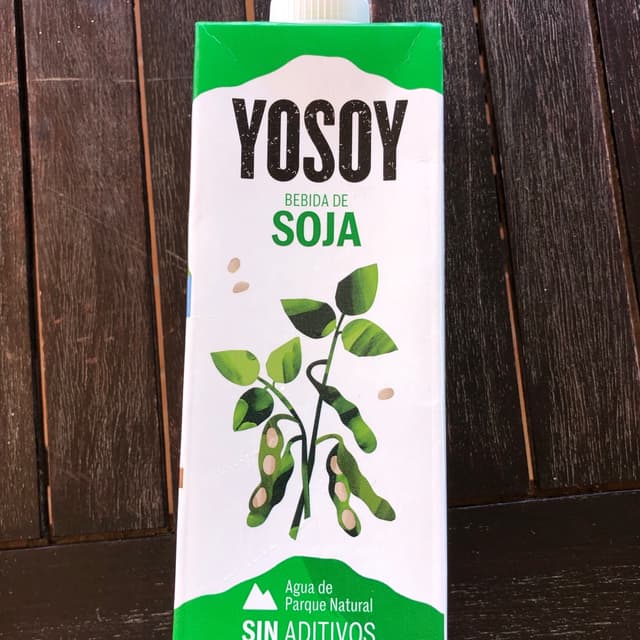 YOSOY
BEBIDA DE
SOJA
Agua de
Parque Natural
SIN ADITIVOS